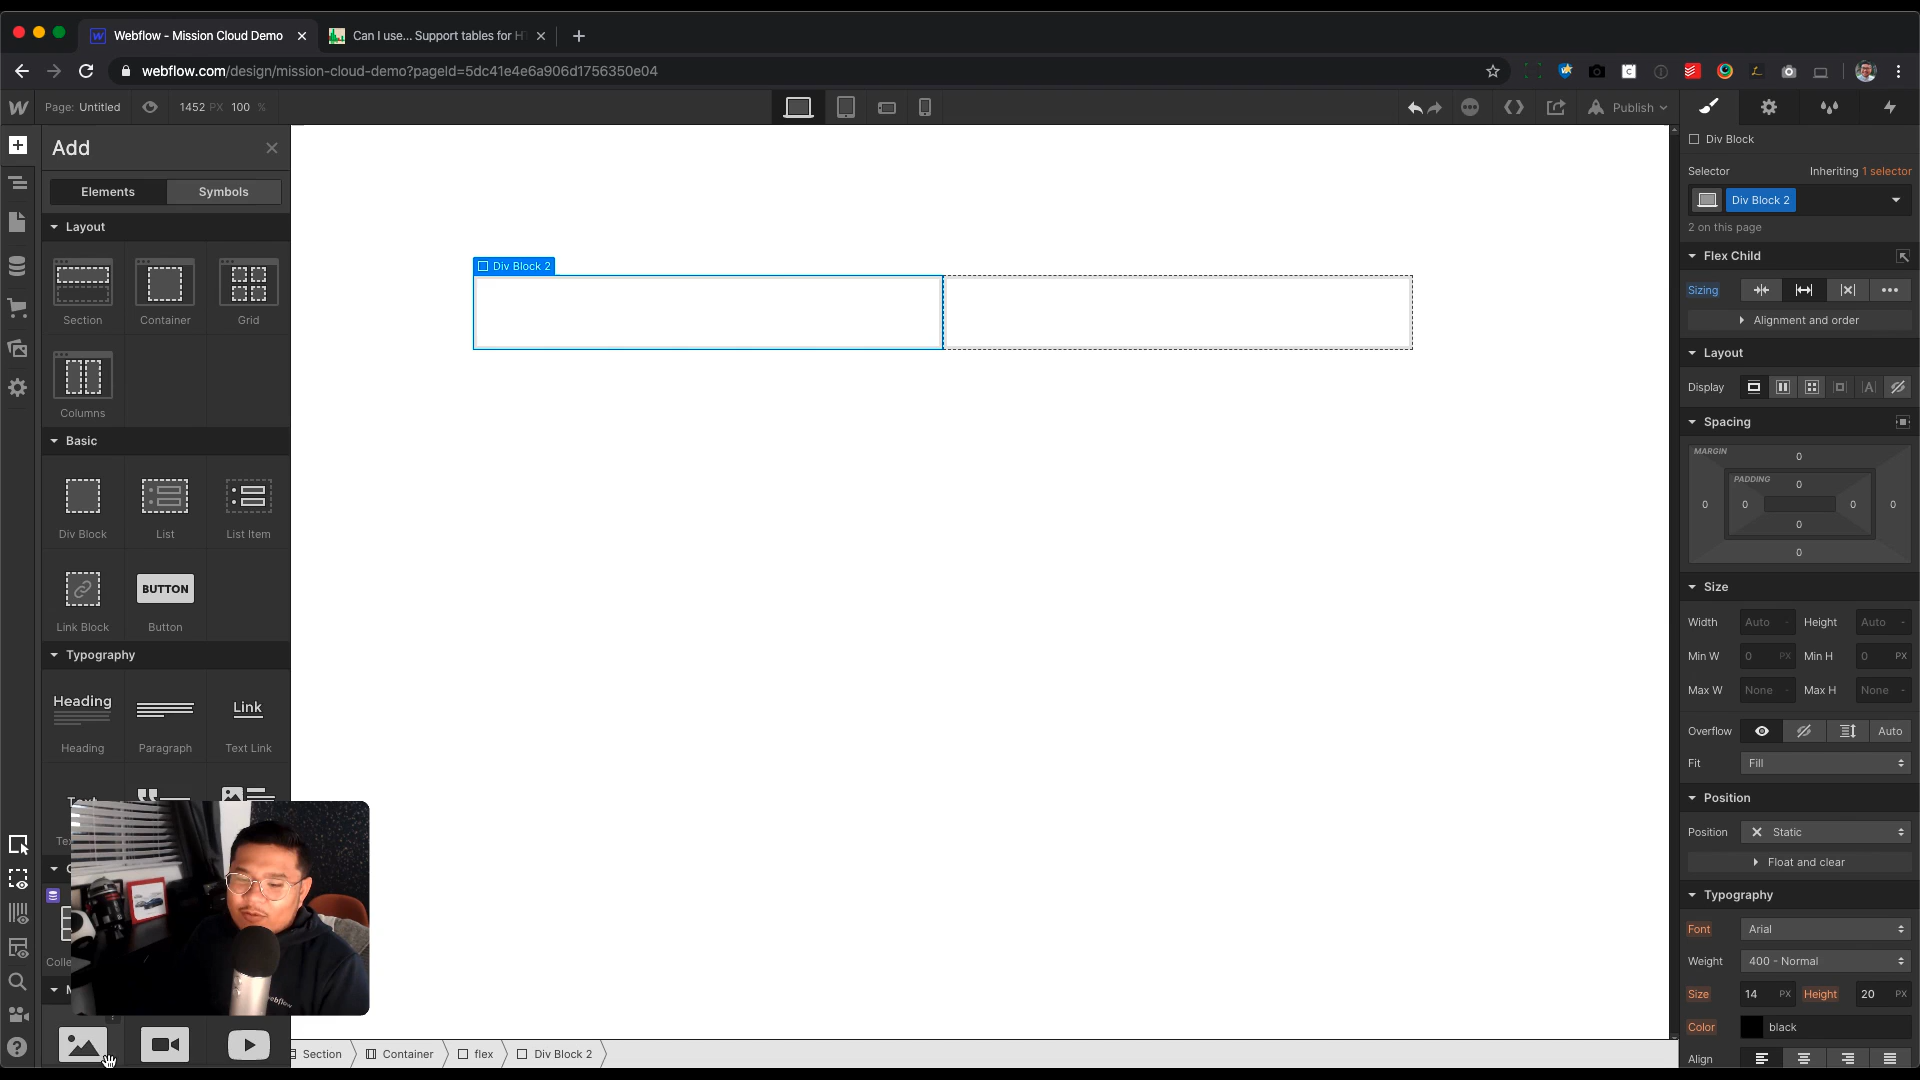 Webflow - Mission Cloud Demo
Can I use... Support tables for HT
webflow.com/design/mission-cloud-demo?pageId=5dc41e4e6a906d1756350e04
Page: Untitled
1452 PX 100 %
Publish
Add
Elements
Symbols
Layout
Section
Container
Grid
Columns
Basic
Div Block
List
List Item
BUTTON
Link Block
Button
Typography
Heading
Link
Heading
Paragraph
Text Link
Div Block 2
webflow
Section
Container
flex
Div Block 2
Div Block
Selector
Inheriting 1 selector
Div Block 2
2 on this page
Flex Child
Sizing
Alignment and order
Layout
Display
Spacing
MARGIN
0
PADDING
0
0 0 0 0
0
0
Size
Width Auto - Height Auto -
Min W 0 PX Min H 0 PX
Max W None - Max H None -
Overflow Auto
Fit Fill
Position
Position Static
Float and clear
Typography
Font Arial
Weight 400 - Normal
Size 14 PX Height 20 PX
Color black
Align